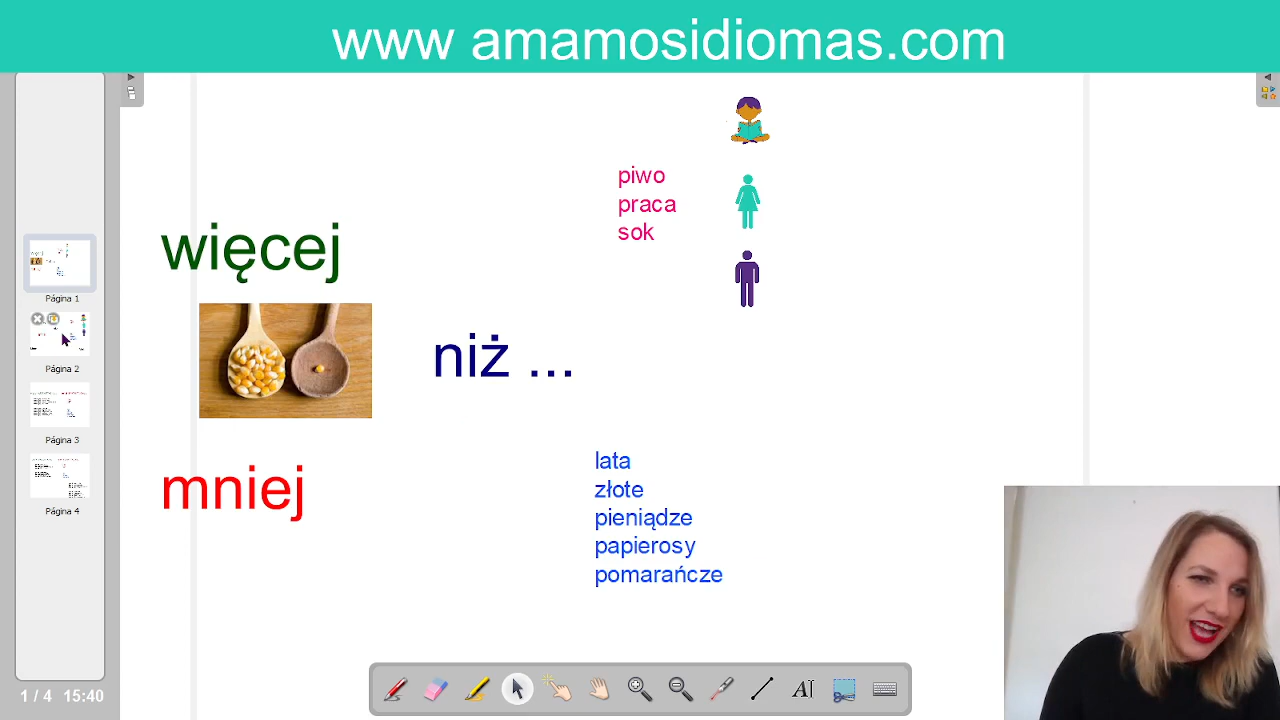 www amamosidiomas.com
piwo
praca
sok
więcej
niż ...
mniej
lata
złote
pieniądze
papierosy
pomarańcze
Página 1
Página 2
Página 3
Página 4
1 / 4 15:40